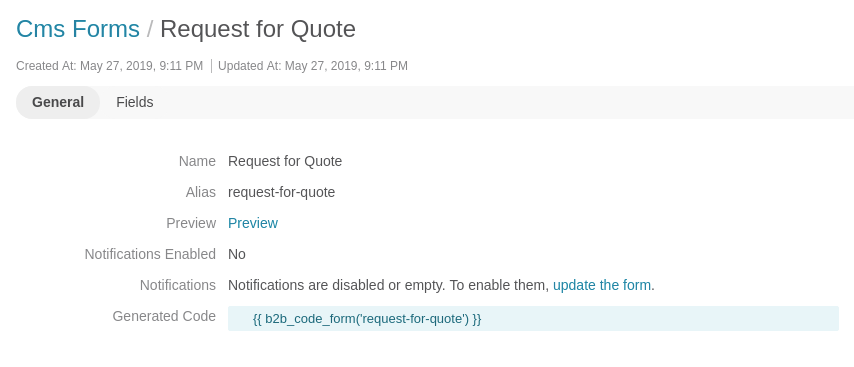 Cms Forms / Request for Quote
Created At: May 27, 2019, 9:11 PM | Updated At: May 27, 2019, 9:11 PM
General Fields
Name Request for Quote
Alias request-for-quote
Preview Preview
Notifications Enabled No
Notifications Notifications are disabled or empty. To enable them, update the form.
Generated Code {{ b2b_code_form('request-for-quote') }}